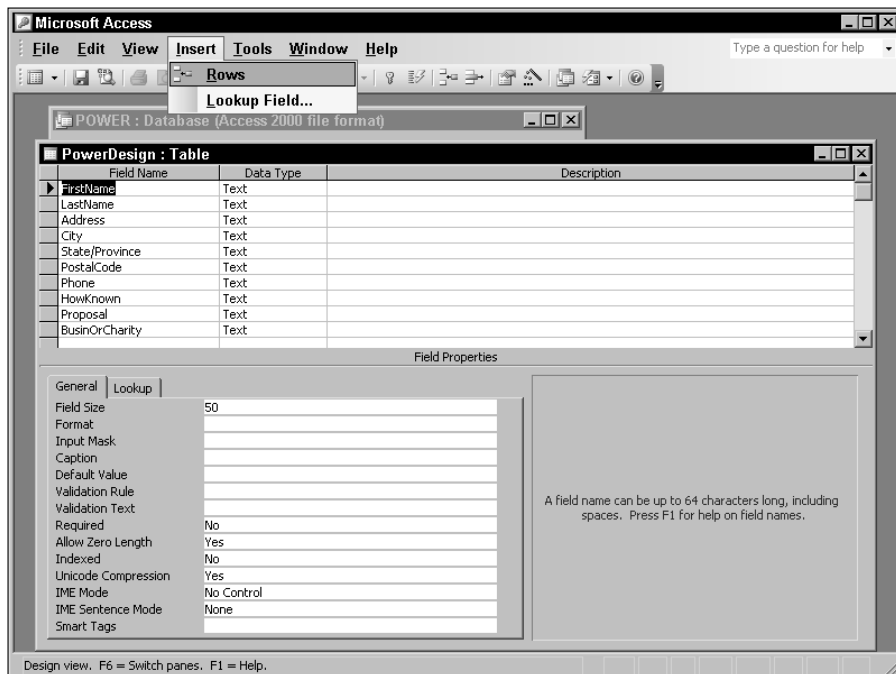 Microsoft Access
File Edit View Insert Tools Window Help Type a question for help
Rows
Lookup Field...
POWER : Database (Access 2000 file format)
PowerDesign : Table
Field Name Data Type Description
FirstName Text
LastName Text
Address Text
City Text
State/Province Text
PostalCode Text
Phone Text
HowKnown Text
Proposal Text
BusinOrCharity Text
Field Properties
General Lookup
Field Size 50
Format
Input Mask
Caption
Default Value
Validation Rule
Validation Text
Required No
Allow Zero Length Yes
Indexed No
Unicode Compression Yes
IME Mode No Control
IME Sentence Mode None
Smart Tags
A field name can be up to 64 characters long, including
spaces. Press F1 for help on field names.
Design view. F6 = Switch panes. F1 = Help.